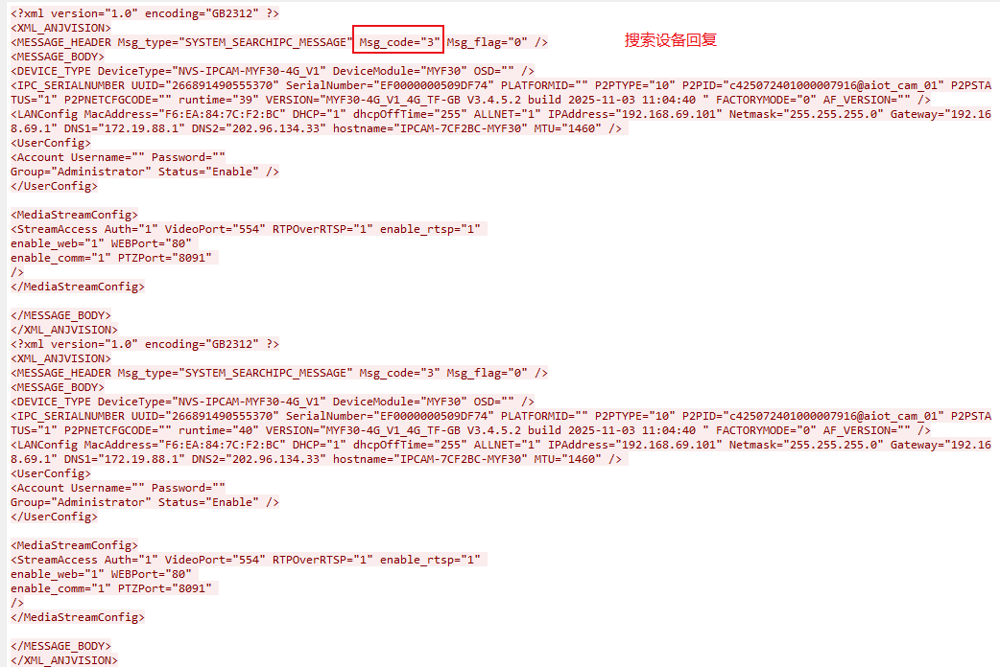 <?xml version="1.0" encoding="GB2312" ?>
<XML_ANJVISION>
<MESSAGE_HEADER Msg_type="SYSTEM_SEARCHIPC_MESSAGE" Msg_code="3" Msg_flag="0" />
搜索设备回复
<MESSAGE_BODY>
<DEVICE_TYPE DeviceType="NVS-IPCAM-MYF30-4G_V1" DeviceModule="MYF30" OSD="" />
<IPC_SERIALNUMBER UUID="266891490555370" SerialNumber="EF0000000509DF74" PLATFORMID="" P2PTYPE="10" P2PID="c425072401000007916@aiot_cam_01" P2PSTA
TUS="1" P2PNETCFGCODE="" runtime="39" VERSION="MYF30-4G_V1_4G_TF-GB V3.4.5.2 build 2025-11-03 11:04:40 " FACTORYMODE="0" AF_VERSION="" />
<LANConfig MacAddress="F6:EA:84:7C:F2:BC" DHCP="1" dhcpOffTime="255" ALLNET="1" IPAddress="192.168.69.101" Netmask="255.255.255.0" Gateway="192.16
8.69.1" DNS1="172.19.88.1" DNS2="202.96.134.33" hostname="IPCAM-7CF2BC-MYF30" MTU="1460" />
<UserConfig>
<Account Username="" Password=""
Group="Administrator" Status="Enable" />
</UserConfig>
<MediaStreamConfig>
<StreamAccess Auth="1" VideoPort="554" RTPOverRTSP="1" enable_rtsp="1"
enable_web="1" WEBPort="80"
enable_comm="1" PTZPort="8091"
/>
</MediaStreamConfig>
</MESSAGE_BODY>
</XML_ANJVISION>
<?xml version="1.0" encoding="GB2312" ?>
<XML_ANJVISION>
<MESSAGE_HEADER Msg_type="SYSTEM_SEARCHIPC_MESSAGE" Msg_code="3" Msg_flag="0" />
<MESSAGE_BODY>
<DEVICE_TYPE DeviceType="NVS-IPCAM-MYF30-4G_V1" DeviceModule="MYF30" OSD="" />
<IPC_SERIALNUMBER UUID="266891490555370" SerialNumber="EF0000000509DF74" PLATFORMID="" P2PTYPE="10" P2PID="c425072401000007916@aiot_cam_01" P2PSTA
TUS="1" P2PNETCFGCODE="" runtime="40" VERSION="MYF30-4G_V1_4G_TF-GB V3.4.5.2 build 2025-11-03 11:04:40 " FACTORYMODE="0" AF_VERSION="" />
<LANConfig MacAddress="F6:EA:84:7C:F2:BC" DHCP="1" dhcpOffTime="255" ALLNET="1" IPAddress="192.168.69.101" Netmask="255.255.255.0" Gateway="192.16
8.69.1" DNS1="172.19.88.1" DNS2="202.96.134.33" hostname="IPCAM-7CF2BC-MYF30" MTU="1460" />
<UserConfig>
<Account Username="" Password=""
Group="Administrator" Status="Enable" />
</UserConfig>
<MediaStreamConfig>
<StreamAccess Auth="1" VideoPort="554" RTPOverRTSP="1" enable_rtsp="1"
enable_web="1" WEBPort="80"
enable_comm="1" PTZPort="8091"
/>
</MediaStreamConfig>
</MESSAGE_BODY>
</XML_ANJVISION>